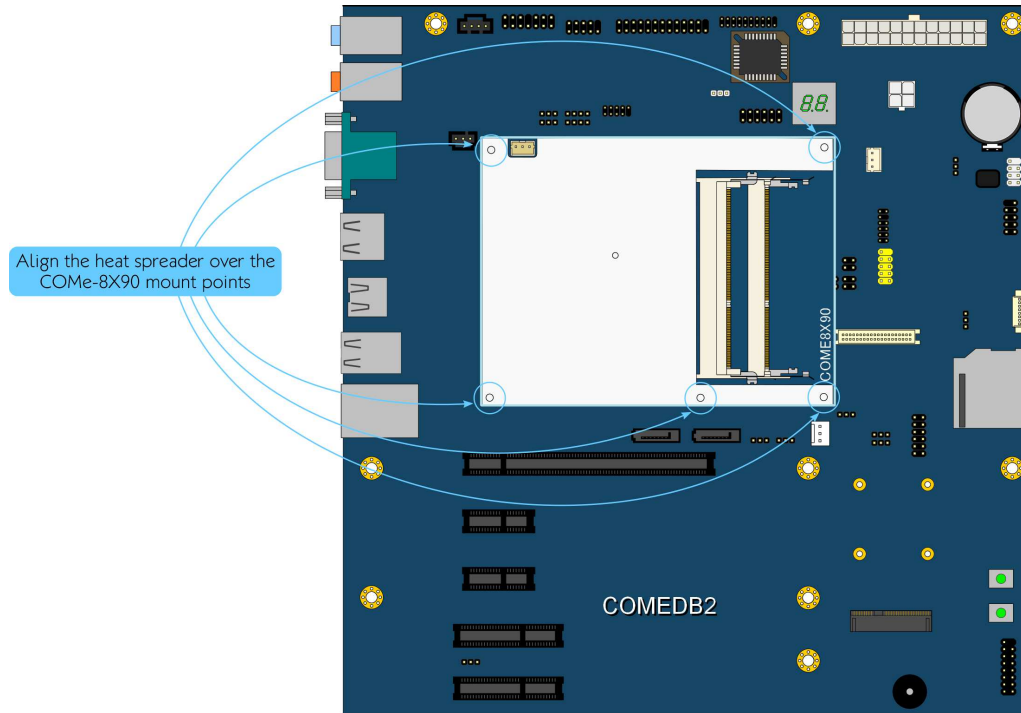 8.8.
Align the heat spreader over the
COMe-8X90 mount points
COME8X90
COMEDB2